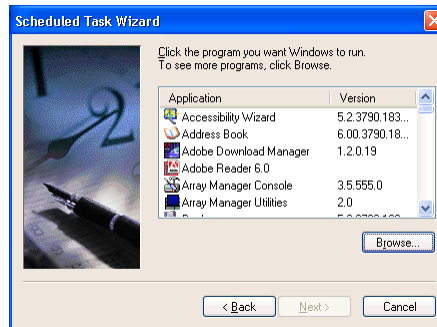 Scheduled Task Wizard
Click the program you want Windows to run.
To see more programs, click Browse.
Application Version
Accessibility Wizard 5.2.3790.183...
Address Book 6.00.3790.18...
Adobe Download Manager 1.2.0.19
Adobe Reader 6.0
Array Manager Console 3.5.555.0
Array Manager Utilities 2.0
Browse...
< Back Next > Cancel